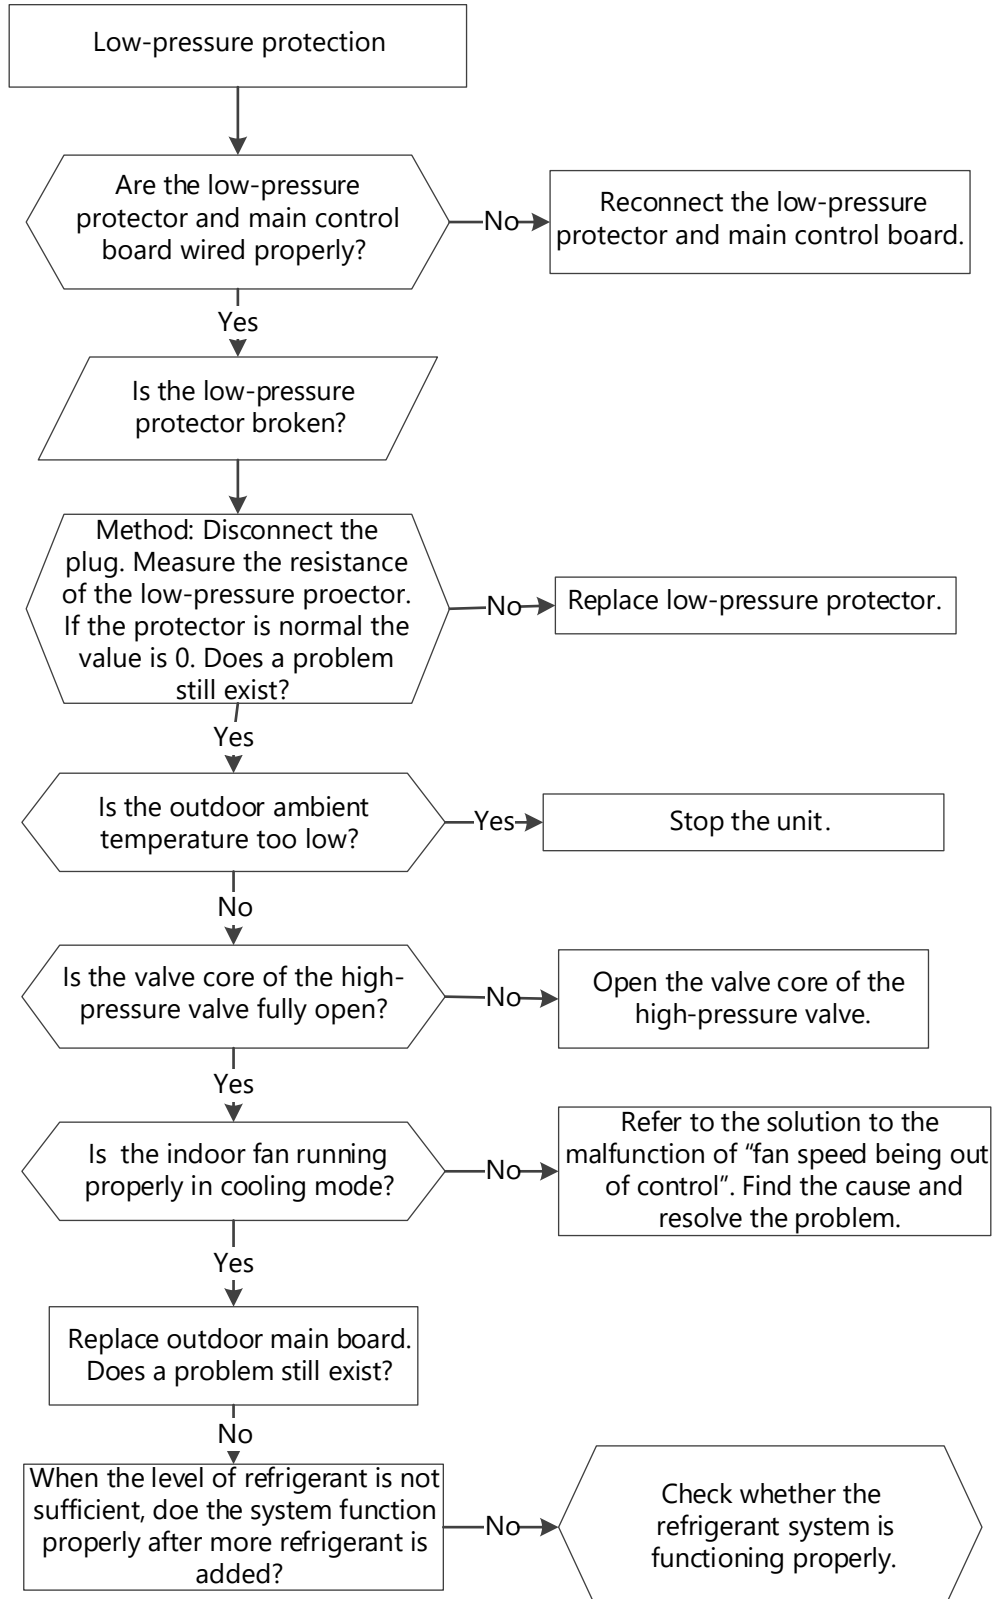 Low-pressure protection
Are the low-pressure
protector and main control
board wired properly?
No
Reconnect the low-pressure
protector and main control board.
Yes
Is the low-pressure
protector broken?
Method: Disconnect the
plug. Measure the resistance
of the low-pressure proector.
If the protector is normal the
value is 0. Does a problem
still exist?
No
Replace low-pressure protector.
Yes
Is the outdoor ambient
temperature too low?
Yes
Stop the unit.
No
Is the valve core of the high-
pressure valve fully open?
No
Open the valve core of the
high-pressure valve.
Yes
Is  the indoor fan running
properly in cooling mode?
No
Refer to the solution to the
malfunction of “fan speed being out
of control”. Find the cause and
resolve the problem.
Yes
Replace outdoor main board.
Does a problem still exist?
No
When the level of refrigerant is not
sufficient, doe the system function
properly after more refrigerant is
added?
No
Check whether the
refrigerant system is
functioning properly.